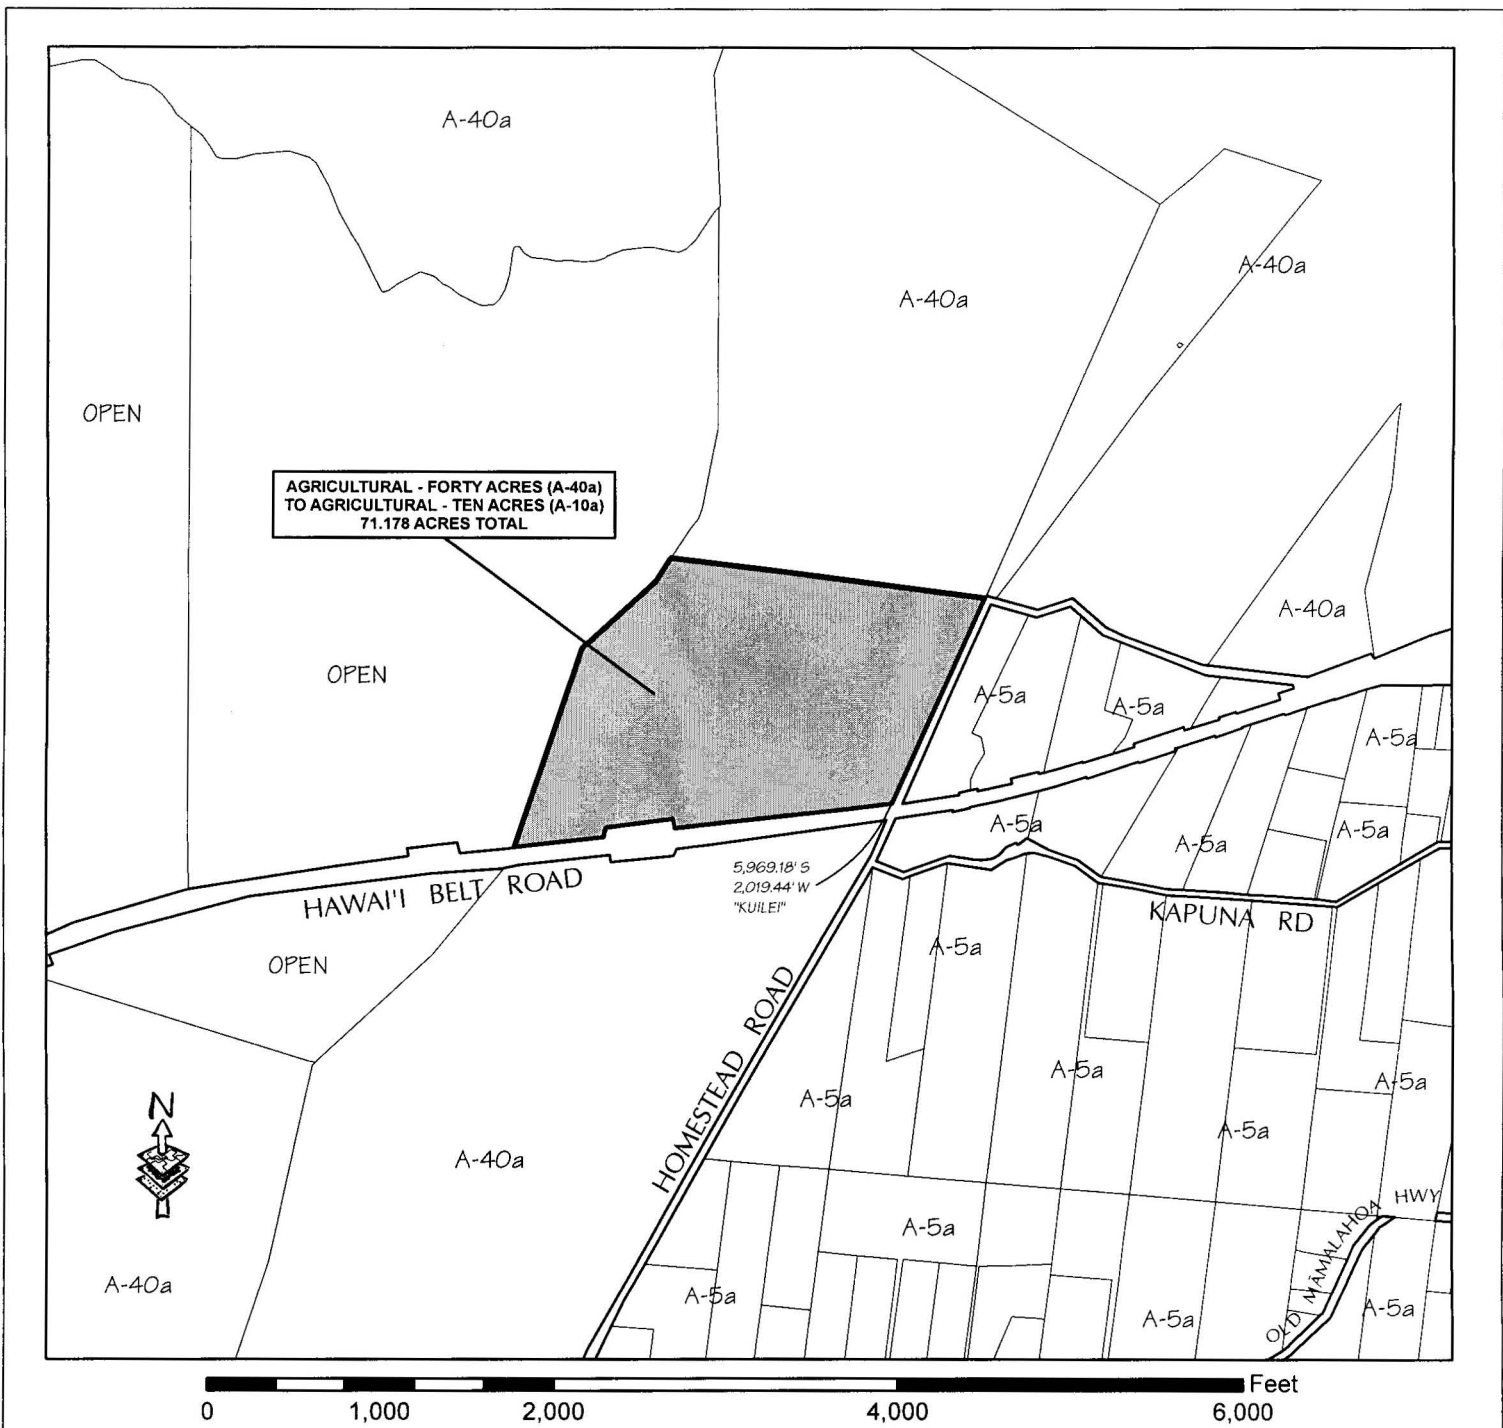 A-40a
A-40a
A-40a
OPEN
AGRICULTURAL - FORTY ACRES (A-40a)
TO AGRICULTURAL - TEN ACRES (A-10a)
71.178 ACRES TOTAL
A-40a
OPEN
A-5a
A-5a
A-5a
A-5a
A-5a
A-5a
5,969.18' S
2,019.44' W
"KUILEI"
HAWAI'I BELT ROAD
KAPUNA RD
A-5a
OPEN
HOMESTEAD ROAD
A-5a
A-5a
A-5a
A-5a
N
A-40a
OLD MĀMALAHOA HWY
A-5a
A-40a
A-5a
A-5a
A-5a
Feet
0 1,000 2,000 4,000 6,000